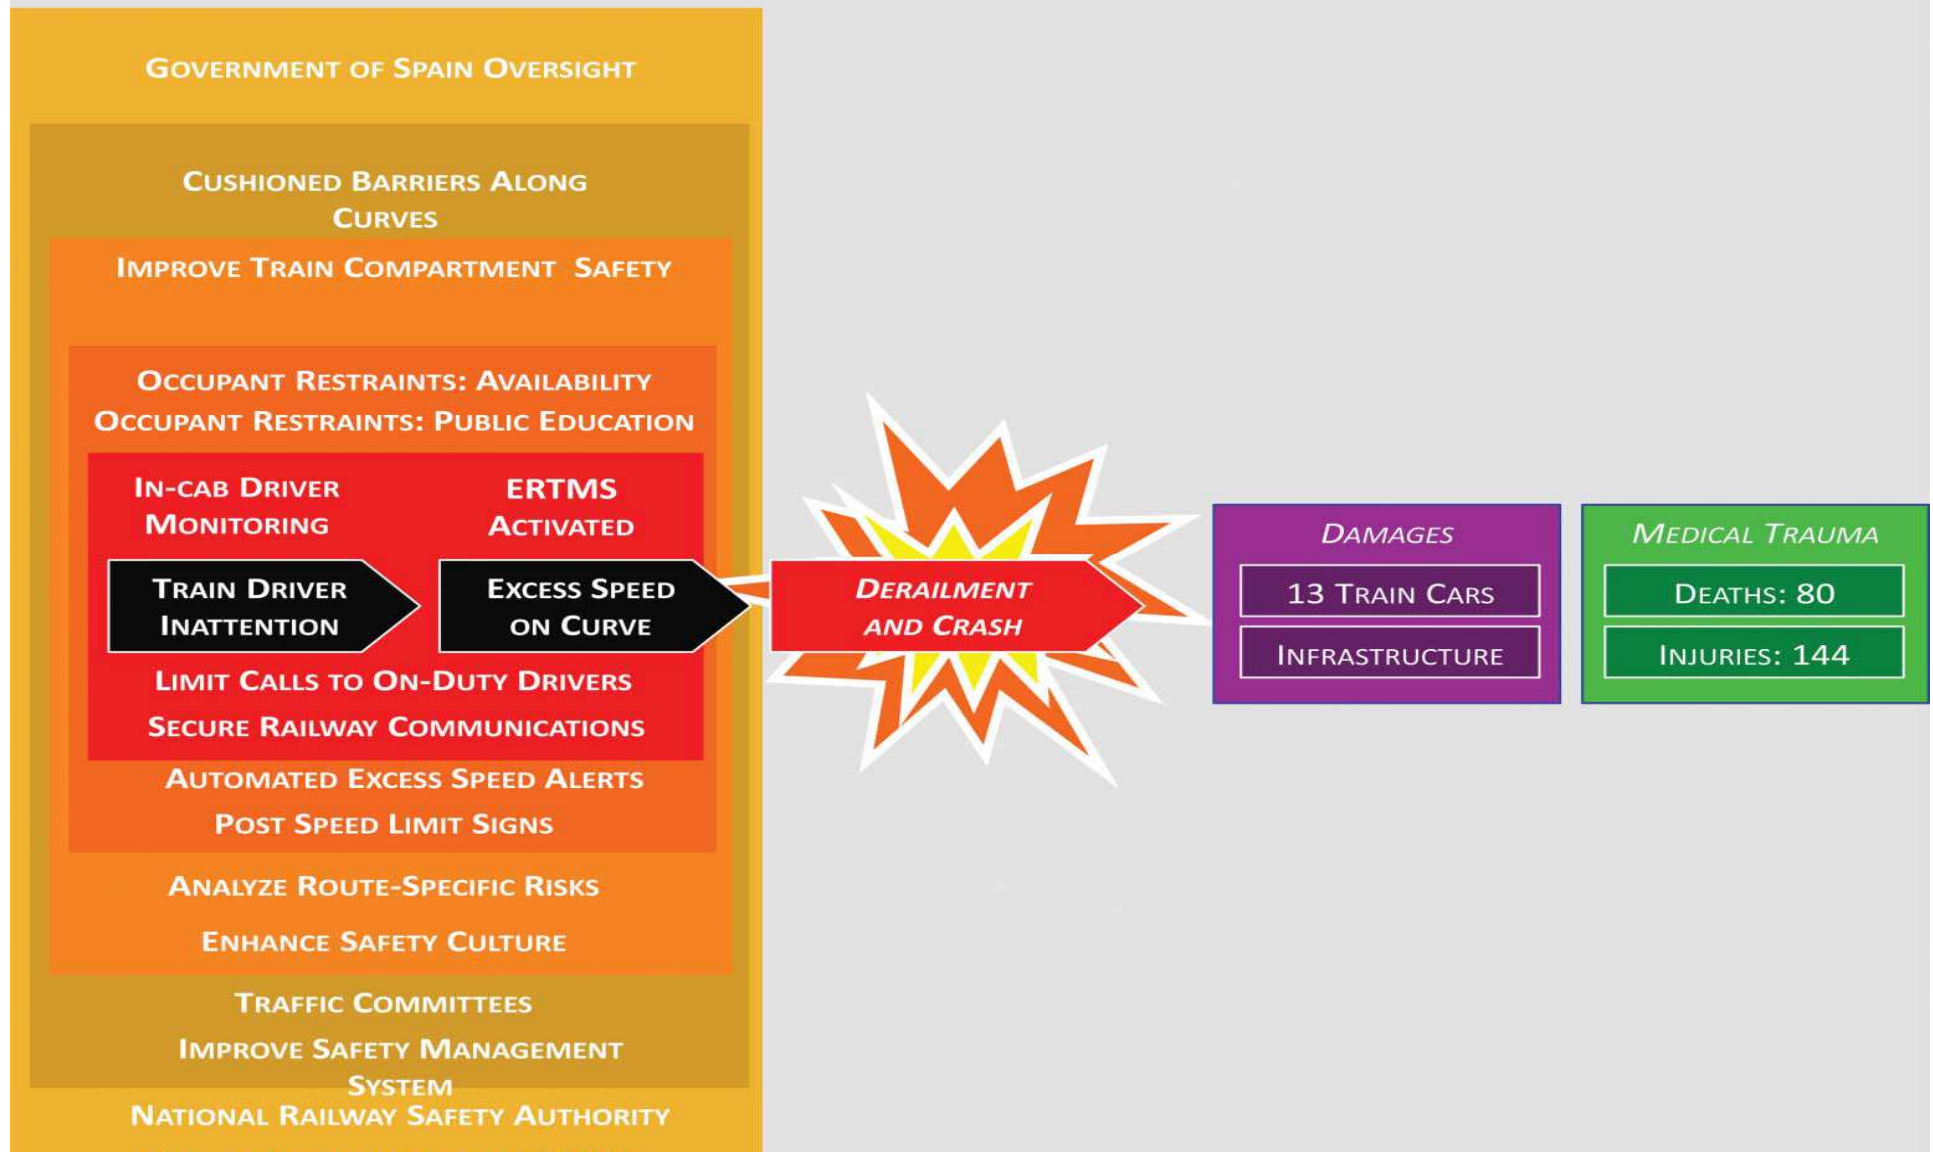 GOVERNMENT OF SPAIN OVERSIGHT
CUSHIONED BARRIERS ALONG
CURVES
IMPROVE TRAIN COMPARTMENT SAFETY
OCCUPANT RESTRAINTS: AVAILABILITY
OCCUPANT RESTRAINTS: PUBLIC EDUCATION
IN-CAB DRIVER
MONITORING
ERTMS
ACTIVATED
TRAIN DRIVER
INATTENTION
EXCESS SPEED
ON CURVE
DERAILMENT
AND CRASH
DAMAGES
13 TRAIN CARS
INFRASTRUCTURE
MEDICAL TRAUMA
DEATHS: 80
INJURIES: 144
LIMIT CALLS TO ON-DUTY DRIVERS
SECURE RAILWAY COMMUNICATIONS
AUTOMATED EXCESS SPEED ALERTS
POST SPEED LIMIT SIGNS
ANALYZE ROUTE-SPECIFIC RISKS
ENHANCE SAFETY CULTURE
TRAFFIC COMMITTEES
IMPROVE SAFETY MANAGEMENT
SYSTEM
NATIONAL RAILWAY SAFETY AUTHORITY